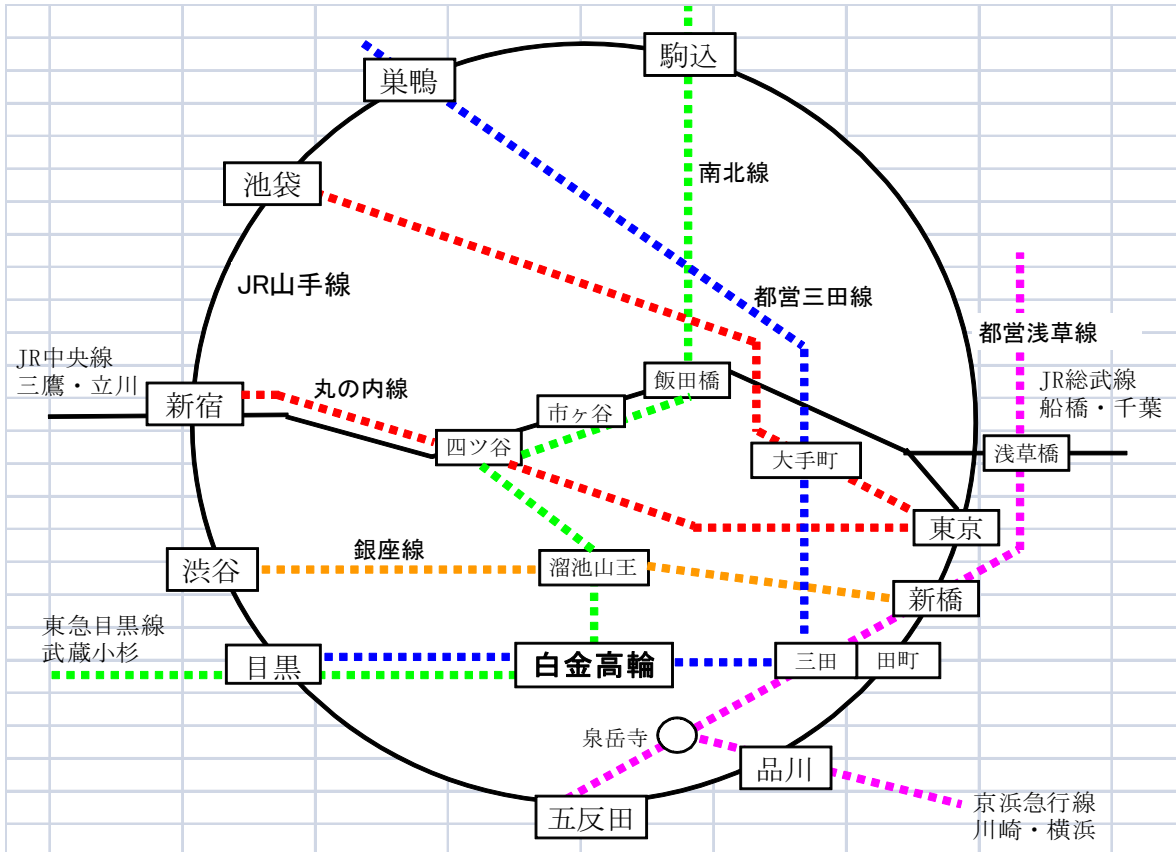 駒込
巣鴨
池袋
南北線
JR山手線
都営三田線
都営浅草線
JR中央線
三鷹・立川
新宿
丸の内線
飯田橋
市ヶ谷
四ツ谷
大手町
JR総武線
船橋・千葉
浅草橋
東京
渋谷
銀座線
溜池山王
新橋
東急目黒線
武蔵小杉
目黒
白金高輪
三田
田町
泉岳寺
品川
五反田
京浜急行線
川崎・横浜